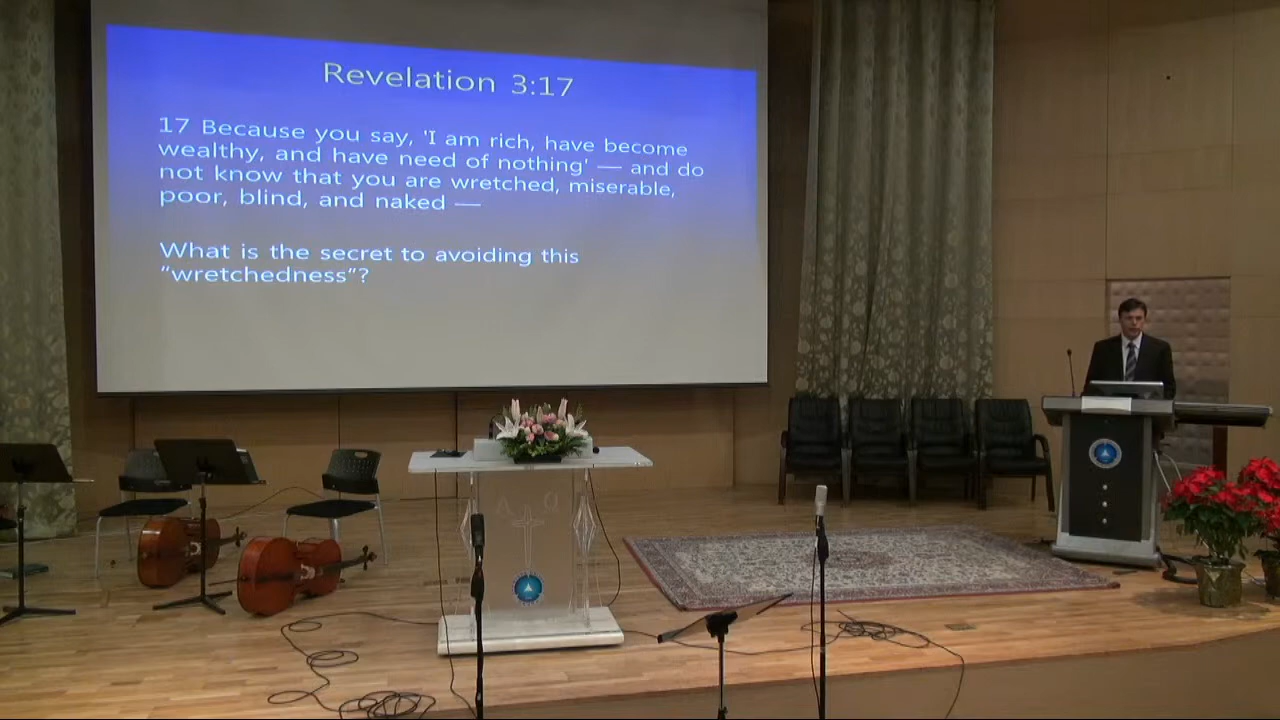 Revelation 3:17
17 Because you say, 'I am rich, have become
wealthy, and have need of nothing' — and do
not know that you are wretched, miserable,
poor, blind, and naked —
What is the secret to avoiding this
“wretchedness”?
Α Ω